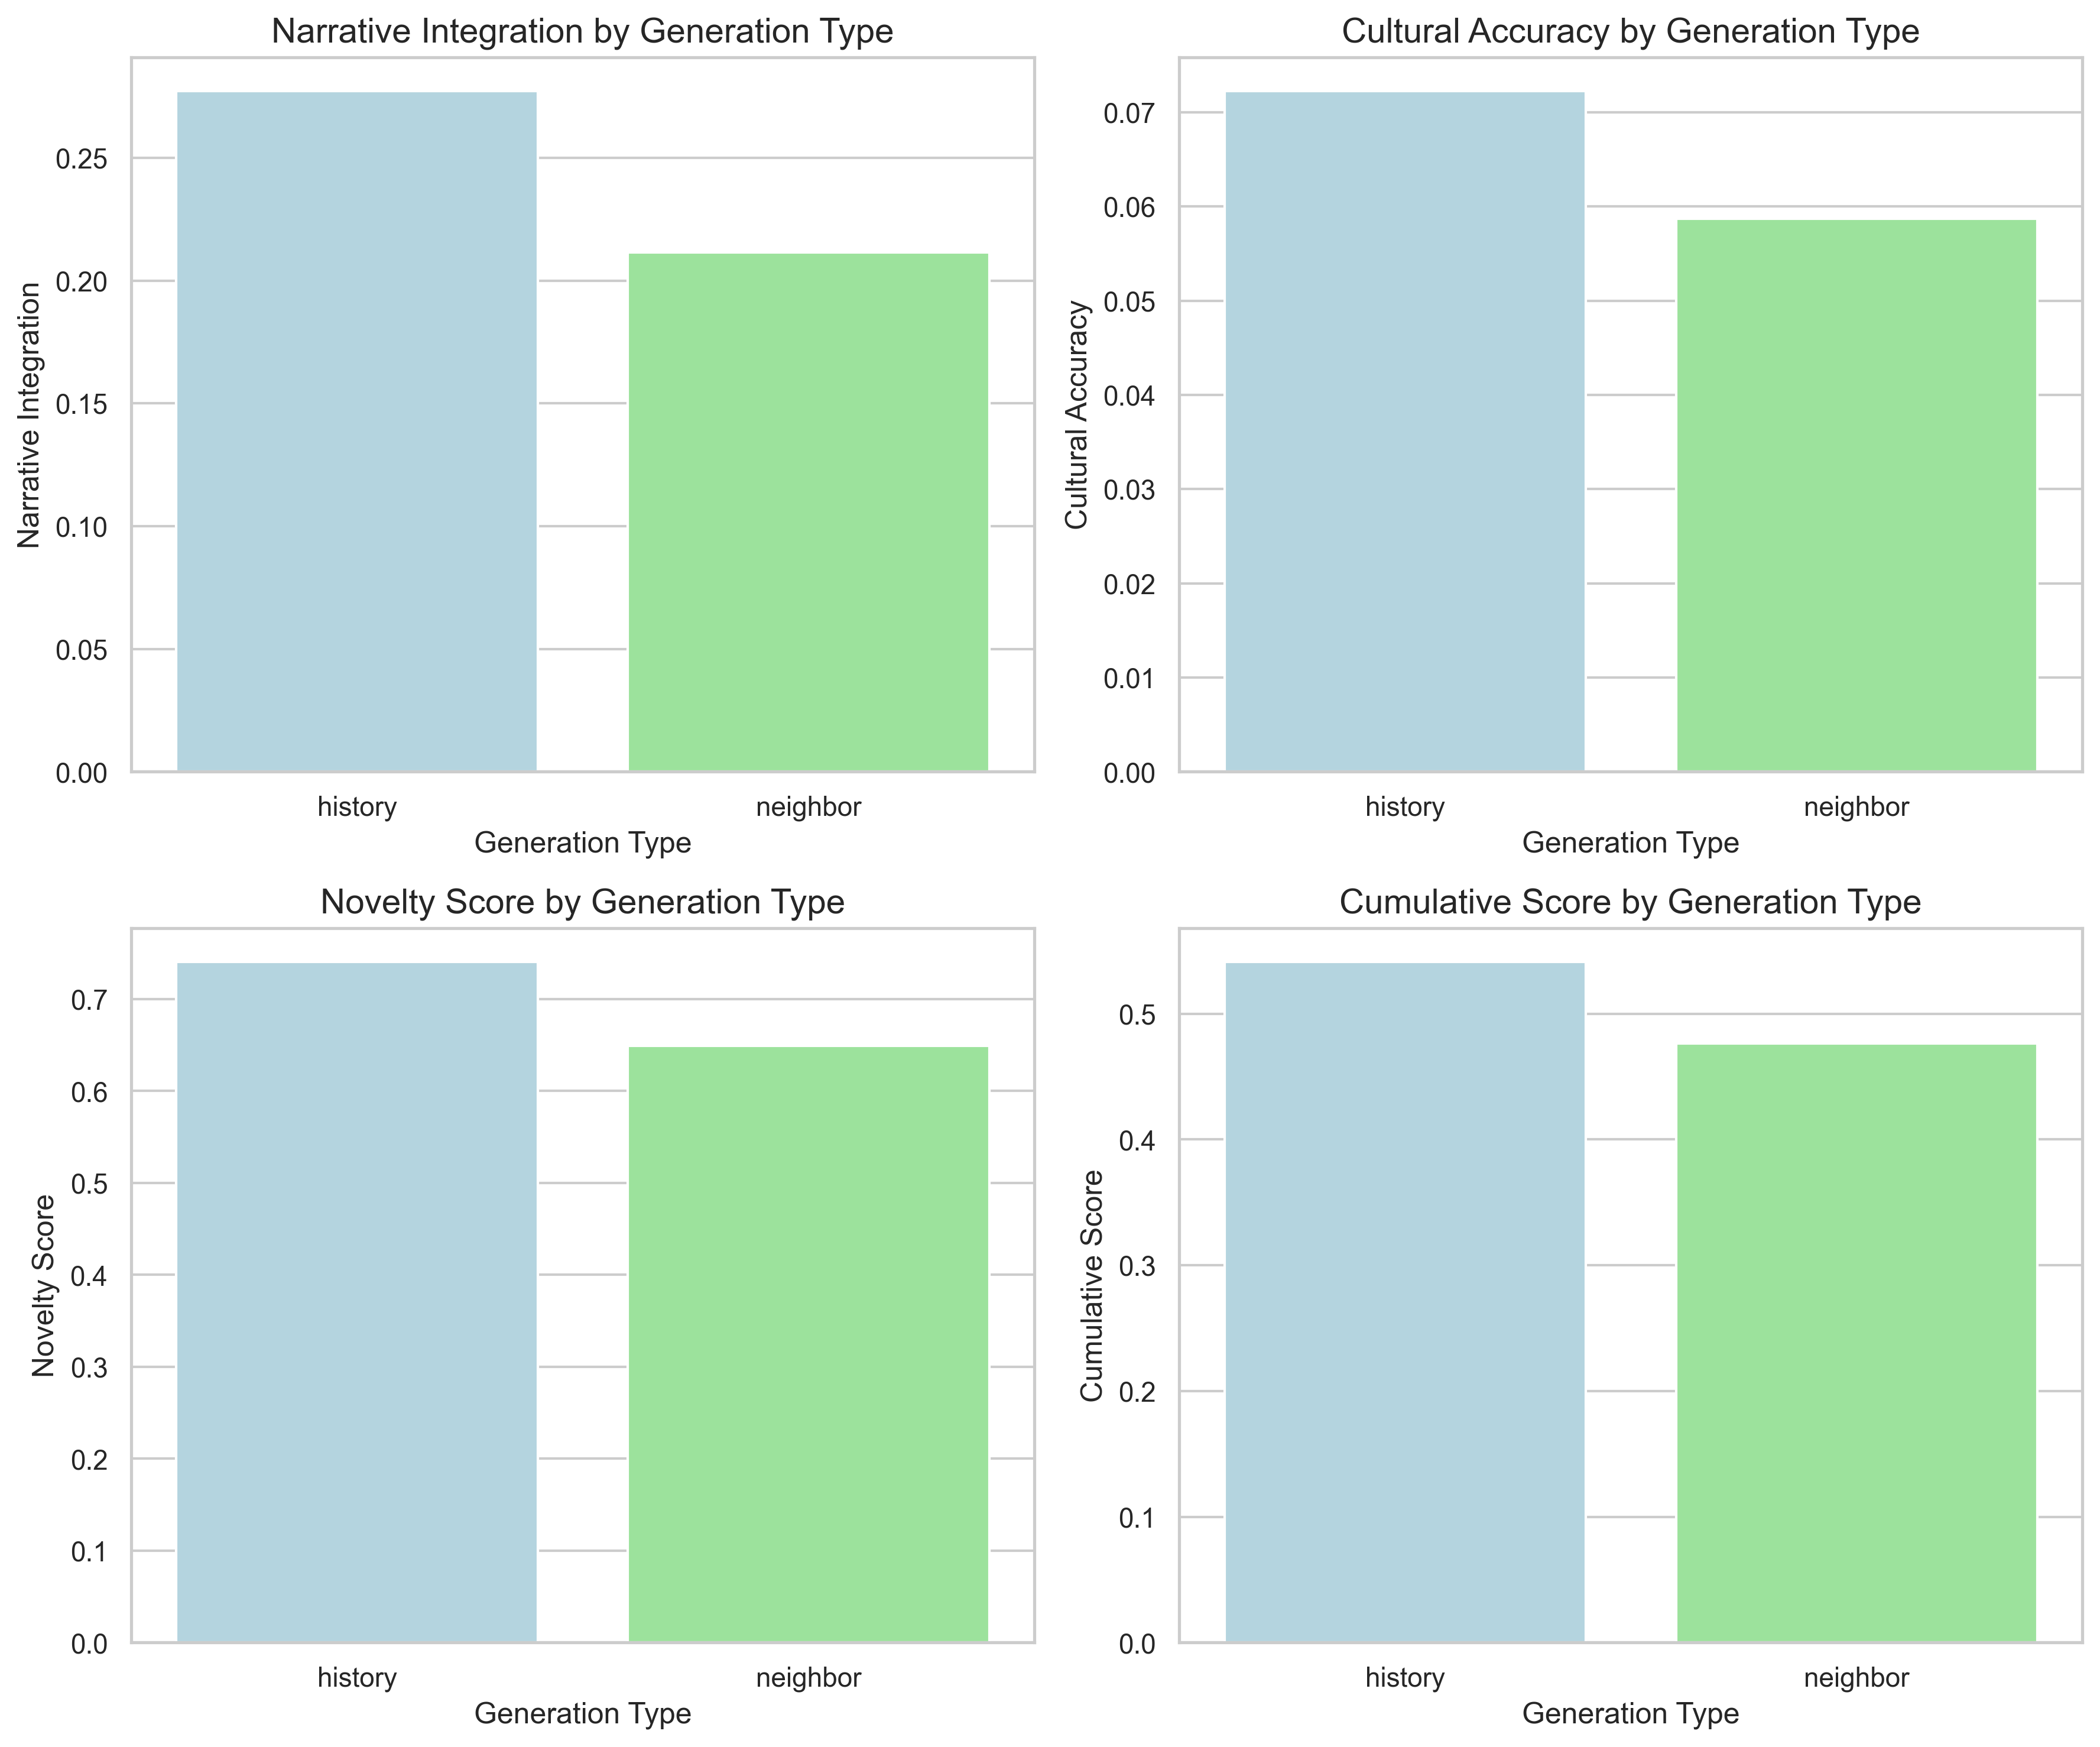 Narrative Integration by Generation Type
Narrative Integration
0.25
0.20
0.15
0.10
0.05
0.00
history
neighbor
Generation Type
Cultural Accuracy by Generation Type
Cultural Accuracy
0.07
0.06
0.05
0.04
0.03
0.02
0.01
0.00
history
neighbor
Generation Type
Novelty Score by Generation Type
Novelty Score
0.7
0.6
0.5
0.4
0.3
0.2
0.1
0.0
history
neighbor
Generation Type
Cumulative Score by Generation Type
Cumulative Score
0.5
0.4
0.3
0.2
0.1
0.0
history
neighbor
Generation Type